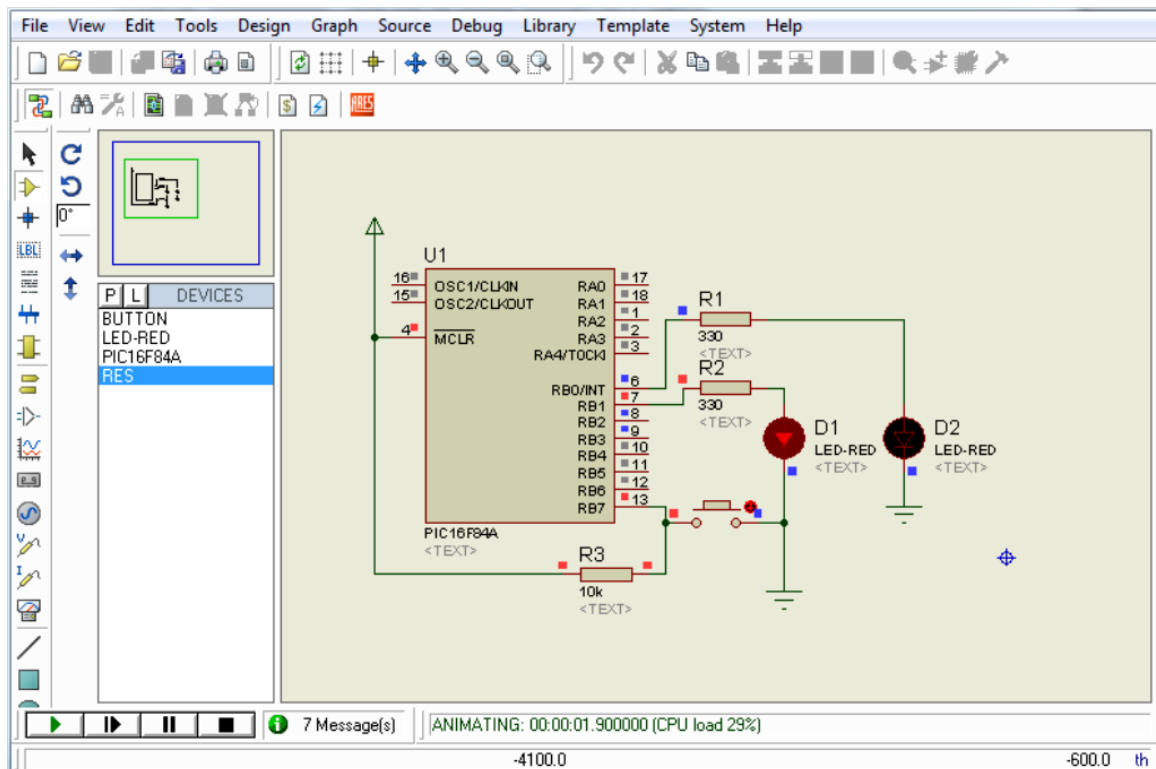 File View Edit Tools Design Graph Source Debug Library Template System Help
ARES
0°
LBL
P L DEVICES
BUTTON
LED-RED
PIC16F84A
RES
U1
16 OSC1/CLKIN RA0 17
15 OSC2/CLKOUT RA1 18
RA2 1
4 MCLR RA3 2
RA4/T0CKI 3
RB0/INT 6
RB1 7
RB2 8
RB3 9
RB4 10
RB5 11
RB6 12
RB7 13
PIC16F84A
<TEXT>
R1
330
<TEXT>
R2
330
<TEXT>
D1
LED-RED
<TEXT>
D2
LED-RED
<TEXT>
R3
10k
<TEXT>
7 Message(s) ANIMATING: 00:00:01.900000 (CPU load 29%)
-4100.0 -600.0 th